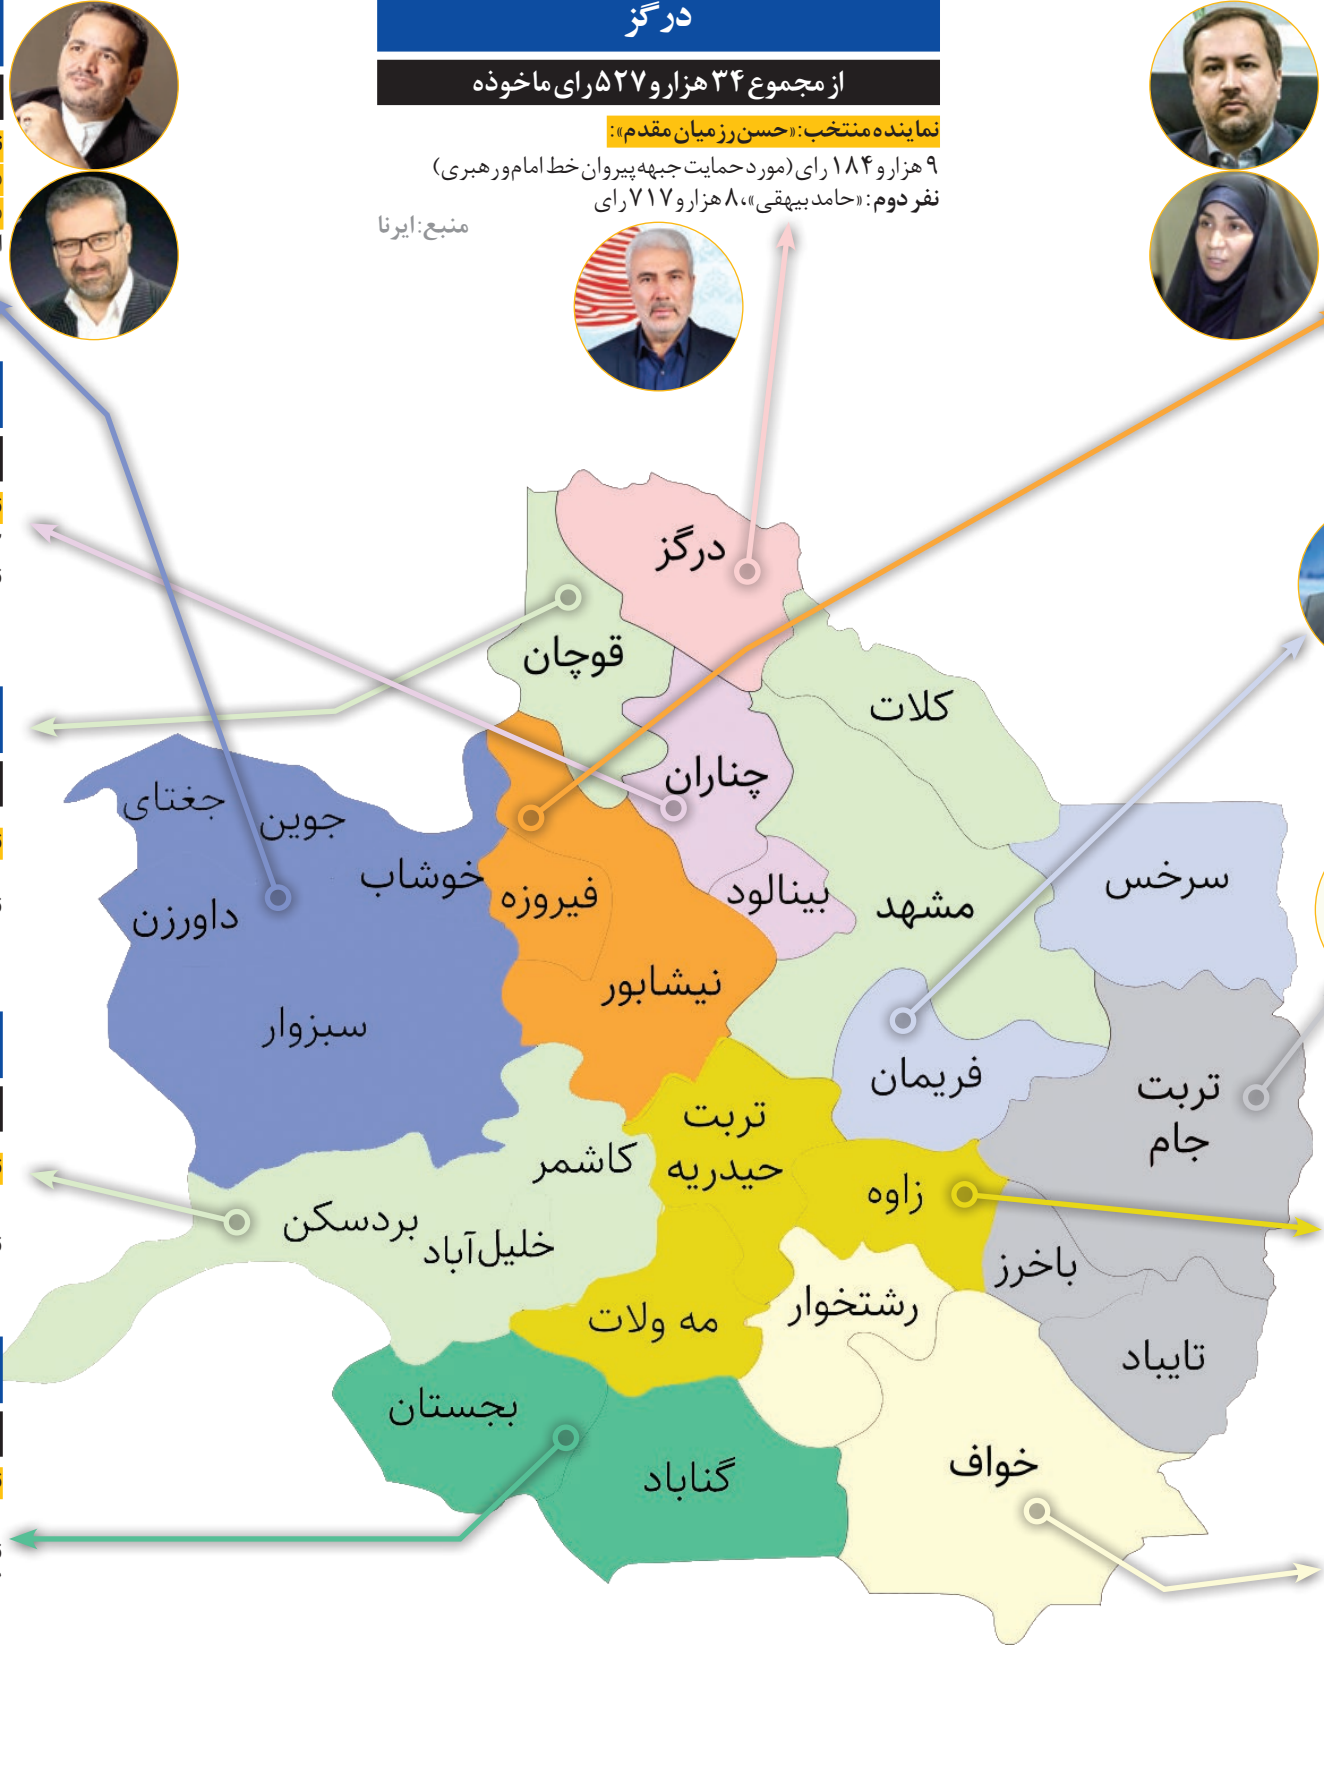 درگز
از مجموع ۳۴ هزار و ۵۲۷ رای ماخوذه
نماینده منتخب: «حسن رزمیان مقدم»:
۹ هزار و ۱۸۴ رای (مورد حمایت جبهه پیروان خط امام و رهبری)
نفر دوم: «حامد بیهقی»، ۸ هزار و ۷۱۷ رای
منبع: ایرنا
درگز
قوچان
کلات
چناران
جغتای
جوین
خوشاب
فیروزه
بینالود
مشهد
سرخس
داورزن
نیشابور
سبزوار
فریمان
تربت
جام
تربت
حیدریه
کاشمر
زاوه
بردسکن
خلیل‌آباد
باخرز
رشتخوار
مه ولات
تایباد
بجستان
خواف
گناباد